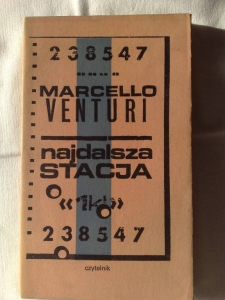 238547
MARCELLO
VENTURI
najdalsza
STACJA
238547
czytelnik